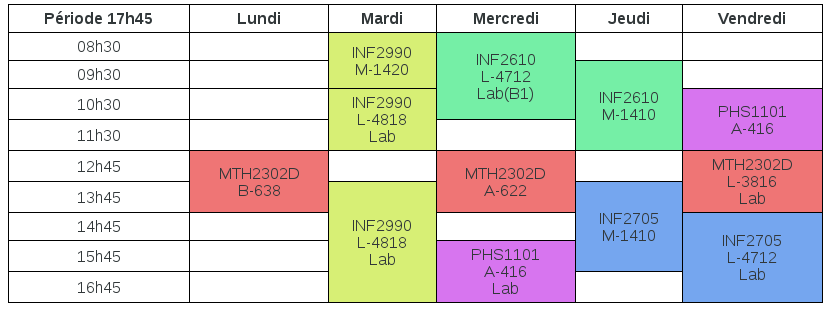 Période 17h45 Lundi Mardi Mercredi Jeudi Vendredi
08h30
09h30
10h30
11h30
12h45
13h45
14h45
15h45
16h45
MTH2302D
B-638
INF2990
M-1420
INF2990
L-4818
Lab
INF2990
L-4818
Lab
INF2610
L-4712
Lab(B1)
MTH2302D
A-622
PHS1101
A-416
Lab
INF2610
M-1410
INF2705
M-1410
PHS1101
A-416
MTH2302D
L-3816
Lab
INF2705
L-4712
Lab